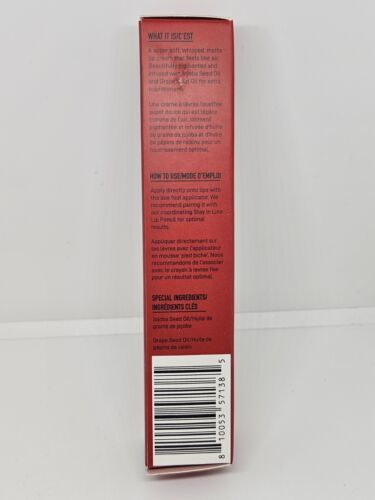 WHAT IT IS/C'EST
A super soft, whipped, matte
lip cream that feels like air.
Beautifully pigmented and
infused with Jojoba Seed Oil
and Grape Seed Oil for extra
nourishment.
Une crème à lèvres fouettée
super douce qui est légère
comme de l'air, joliment
pigmentée et infusée d'huile
de graine de jojoba et d'huile
de pépins de raisins pour un
nourrissement optimal.
HOW TO USE/MODE D'EMPLOI
Apply directly onto lips with
the doe foot applicator. We
recommend pairing it with
our coordinating Stay In Line
Lip Pencil for optimal
results.
Appliquer directement sur
les lèvres avec l'applicateur
en mousse 'pied biche'. Nous
recommandons de l'associer
avec le crayon à lèvres fixe
pour un résultat optimal.
SPECIAL INGREDIENTS/
INGRÉDIENTS CLÉS
Jojoba Seed Oil/Huile de
graine de jojoba
Grape Seed Oil/Huile de
pépins de raisin
8 10053 57138 5